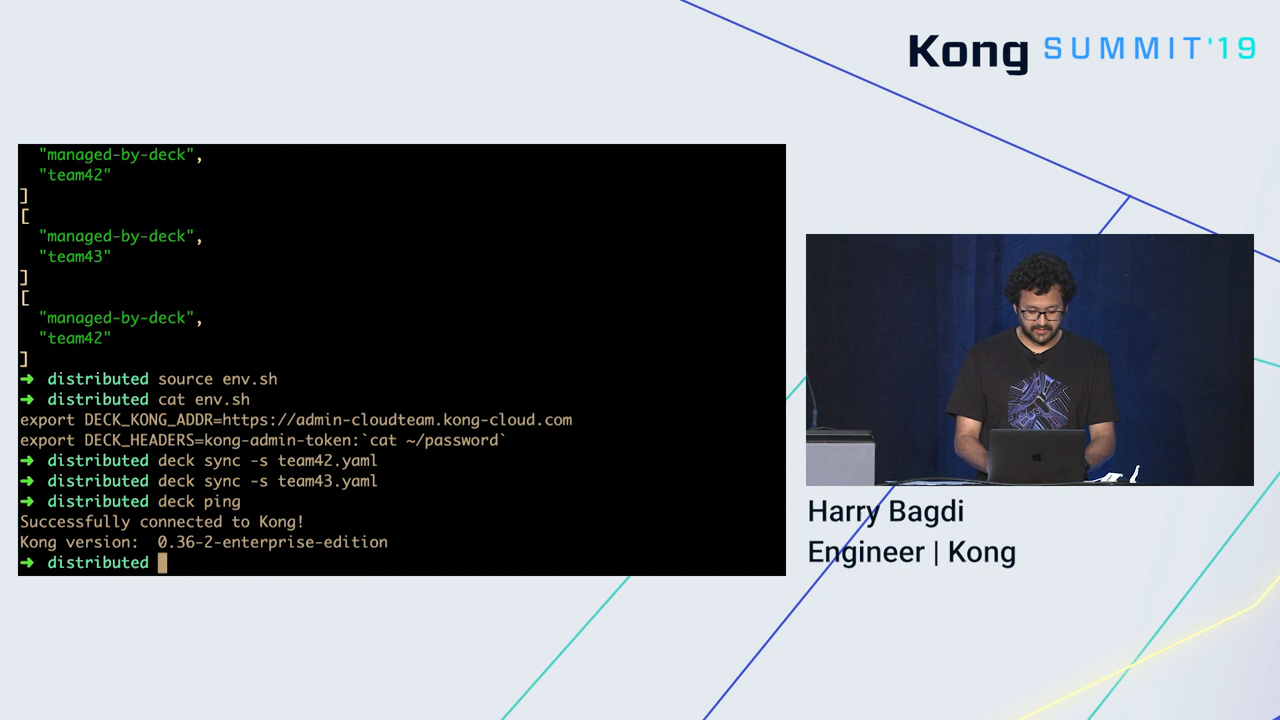 Kong SUMMIT'19
"managed-by-deck",
"team42"
]
[
"managed-by-deck",
"team43"
]
[
"managed-by-deck",
"team42"
]
➜ distributed source env.sh
➜ distributed cat env.sh
export DECK_KONG_ADDR=https://admin-cloudteam.kong-cloud.com
export DECK_HEADERS=kong-admin-token:`cat ~/password`
➜ distributed deck sync -s team42.yaml
➜ distributed deck sync -s team43.yaml
➜ distributed deck ping
Successfully connected to Kong!
Kong version:  0.36-2-enterprise-edition
➜ distributed
Harry Bagdi
Engineer | Kong